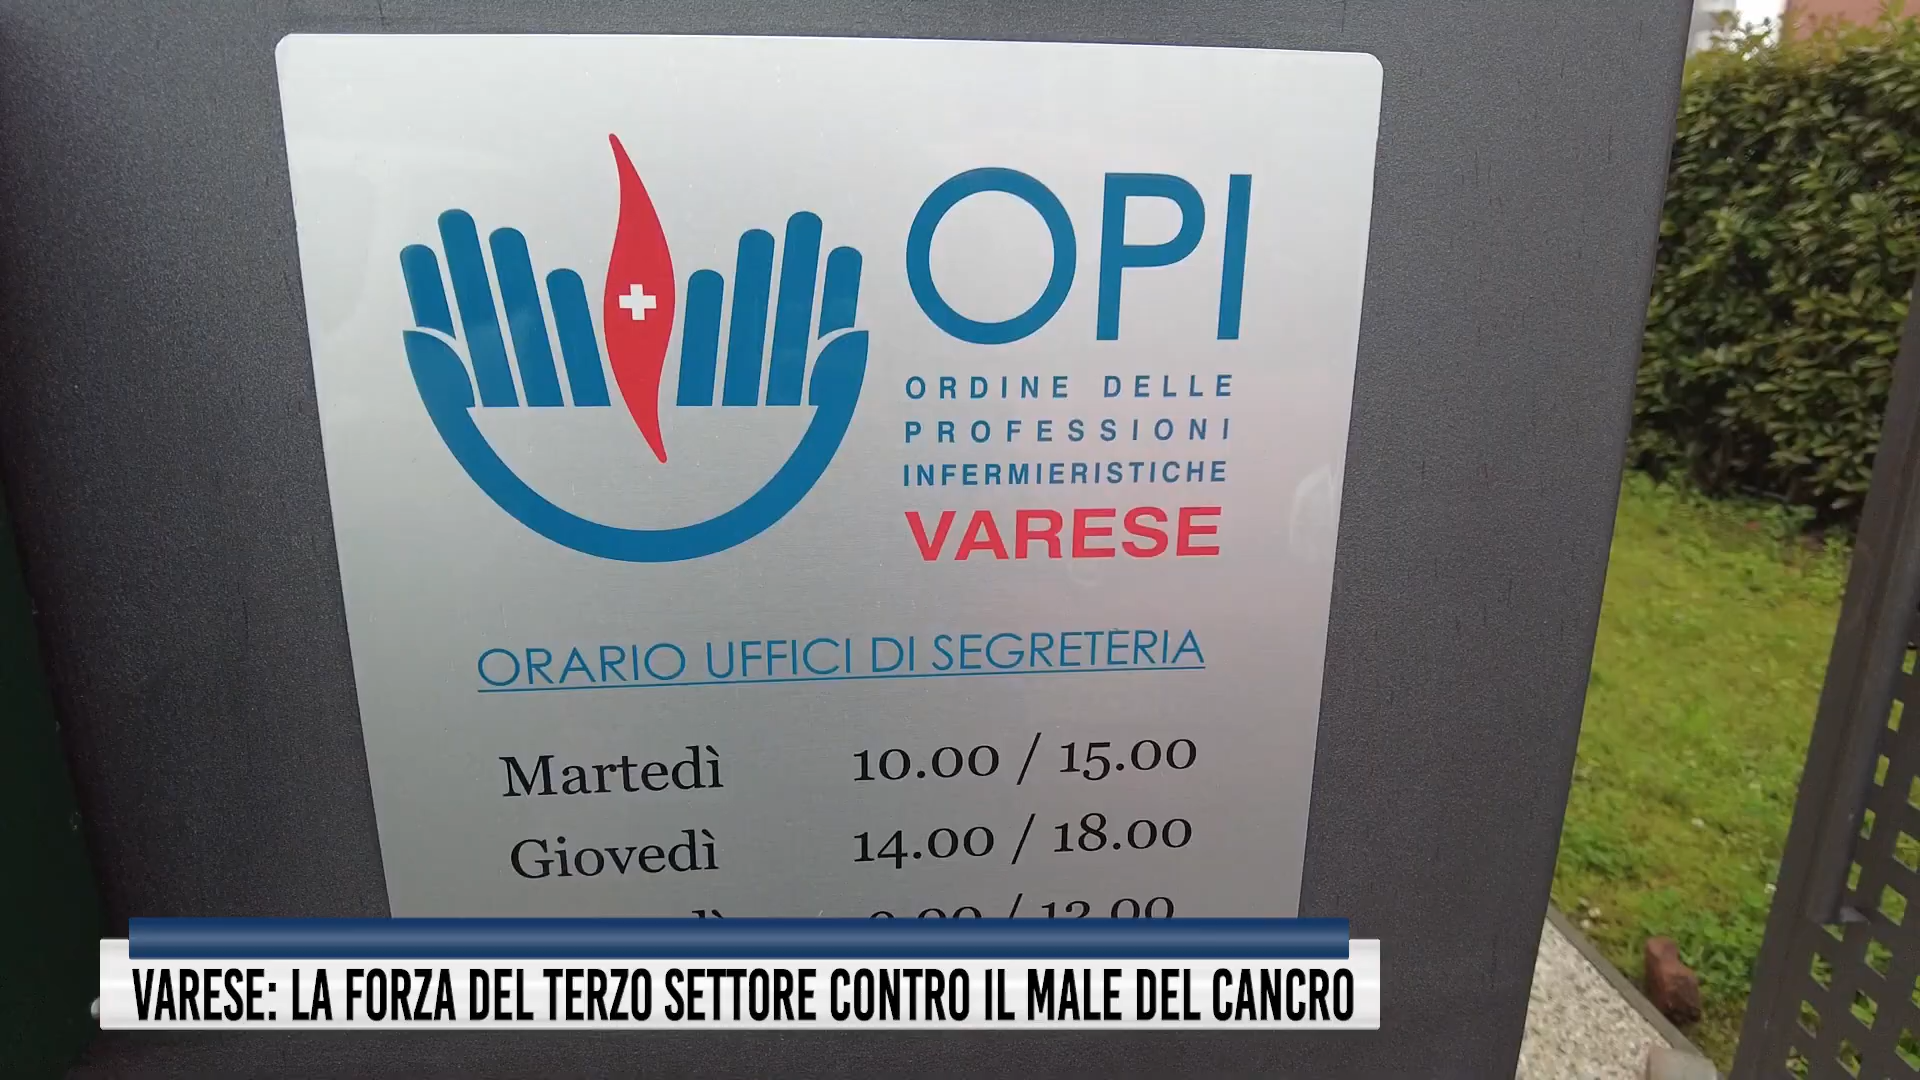 OPI
ORDINE DELLE
PROFESSIONI
INFERMIERISTICHE
VARESE
ORARIO UFFICI DI SEGRETERIA
Martedì 10.00 / 15.00
Giovedì 14.00 / 18.00
VARESE: LA FORZA DEL TERZO SETTORE CONTRO IL MALE DEL CANCRO